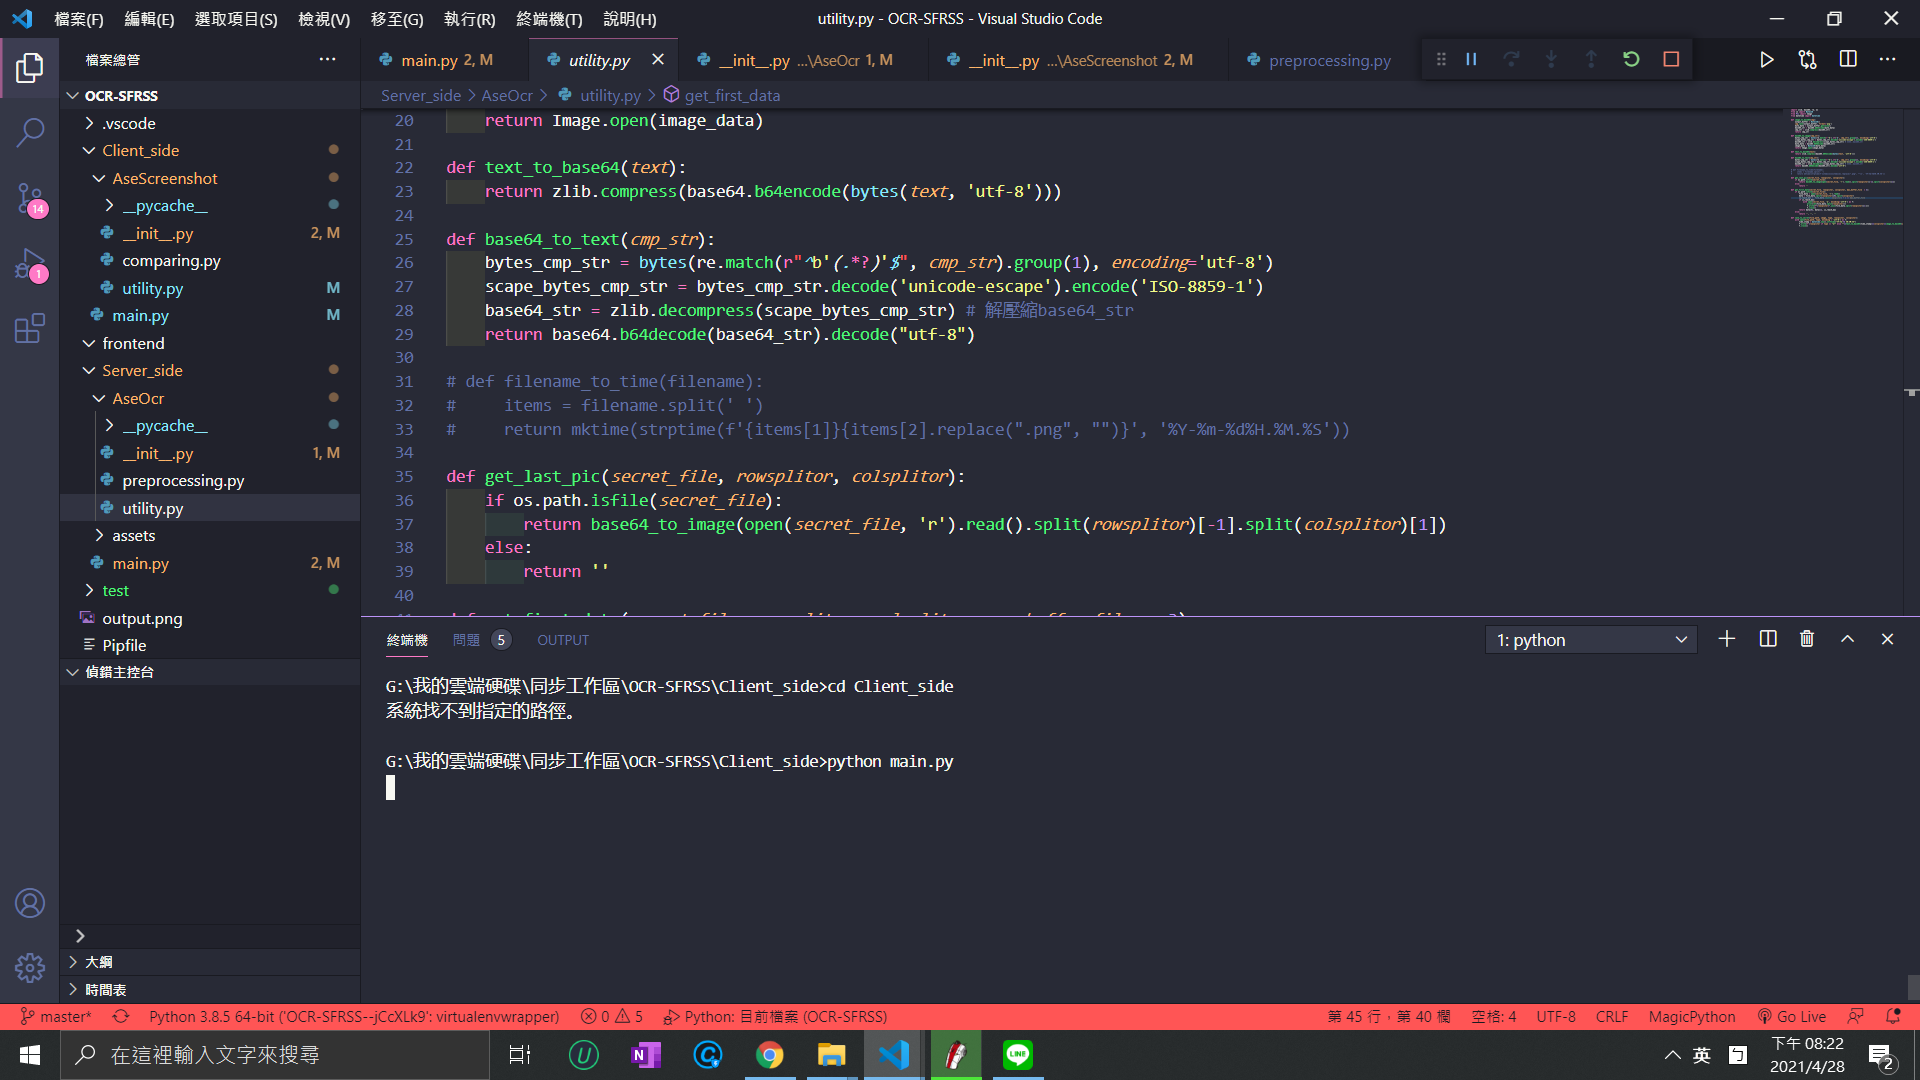 檔案(F) 編輯(E) 選取項目(S) 檢視(V) 移至(G) 執行(R) 終端機(T) 說明(H)
utility.py - OCR-SFRSS - Visual Studio Code
檔案總管
main.py 2, M
utility.py
__init__.py ...\AseOcr 1, M
__init__.py ...\AseScreenshot 2, M
preprocessing.py
OCR-SFRSS
.vscode
Client_side
AseScreenshot
__pycache__
__init__.py 2, M
comparing.py
utility.py M
main.py M
frontend
Server_side
AseOcr
__pycache__
__init__.py 1, M
preprocessing.py
utility.py
assets
main.py 2, M
test
output.png
Pipfile
偵錯主控台
大綱
時間表
14
1
Server_side > AseOcr > utility.py > get_first_data
20 return Image.open(image_data)
21
22 def text_to_base64(text):
23 return zlib.compress(base64.b64encode(bytes(text, 'utf-8')))
24
25 def base64_to_text(cmp_str):
26 bytes_cmp_str = bytes(re.match(r"^b'(.*?)'$", cmp_str).group(1), encoding='utf-8')
27 scape_bytes_cmp_str = bytes_cmp_str.decode('unicode-escape').encode('ISO-8859-1')
28 base64_str = zlib.decompress(scape_bytes_cmp_str) # 解壓縮base64_str
29 return base64.b64decode(base64_str).decode("utf-8")
30
31 # def filename_to_time(filename):
32 # items = filename.split(' ')
33 # return mktime(strptime(f'{items[1]}{items[2].replace(".png", "")}', '%Y-%m-%d%H.%M.%S'))
34
35 def get_last_pic(secret_file, rowsplitor, colsplitor):
36 if os.path.isfile(secret_file):
37 return base64_to_image(open(secret_file, 'r').read().split(rowsplitor)[-1].split(colsplitor)[1])
38 else:
39 return ''
40
終端機 問題 5 OUTPUT
1: python
G:\我的雲端硬碟\同步工作區\OCR-SFRSS\Client_side>cd Client_side
系統找不到指定的路徑。
G:\我的雲端硬碟\同步工作區\OCR-SFRSS\Client_side>python main.py
master* Python 3.8.5 64-bit ('OCR-SFRSS--jCcXLk9': virtualenvwrapper) 0 5 Python: 目前檔案 (OCR-SFRSS) 第 45 行，第 40 欄 空格: 4 UTF-8 CRLF MagicPython Go Live
在這裡輸入文字來搜尋
英
下午 08:22
2021/4/28
2